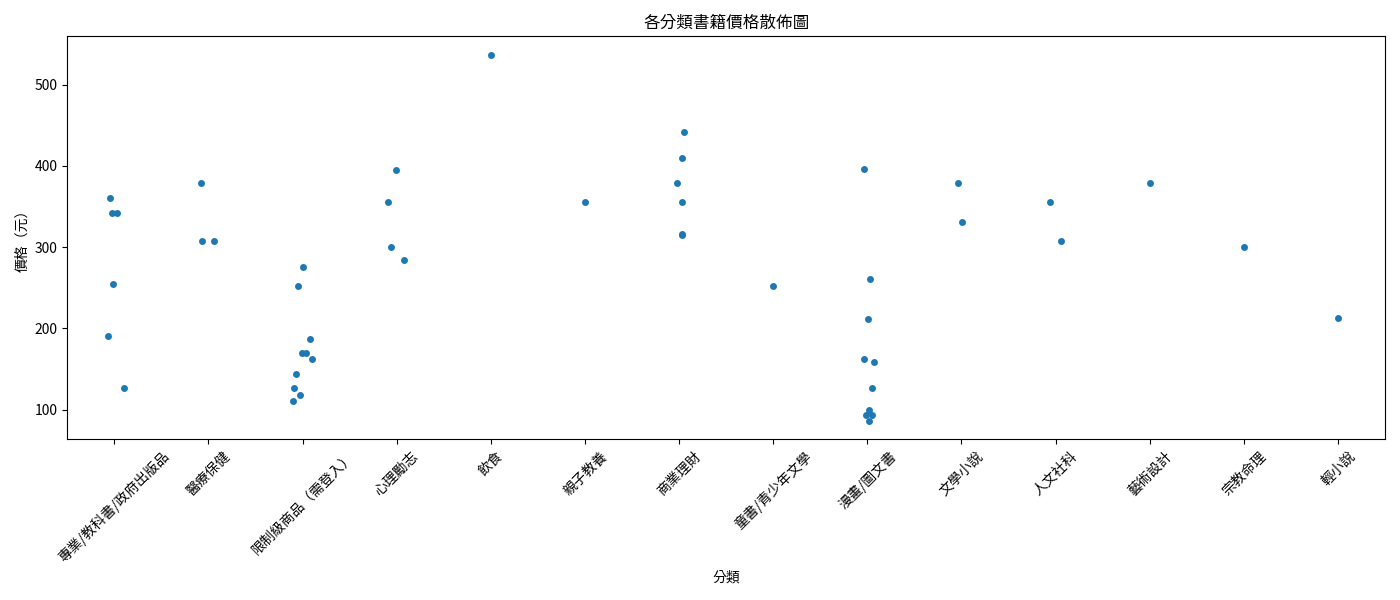 各分類書籍價格散佈圖
價格（元）
500
400
300
200
100
專業/教科書/政府出版品
醫療保健
限制級商品（需登入）
心理勵志
飲食
親子教養
商業理財
童書/青少年文學
漫畫/圖文書
文學小說
人文社科
藝術設計
宗教命理
輕小說
分類